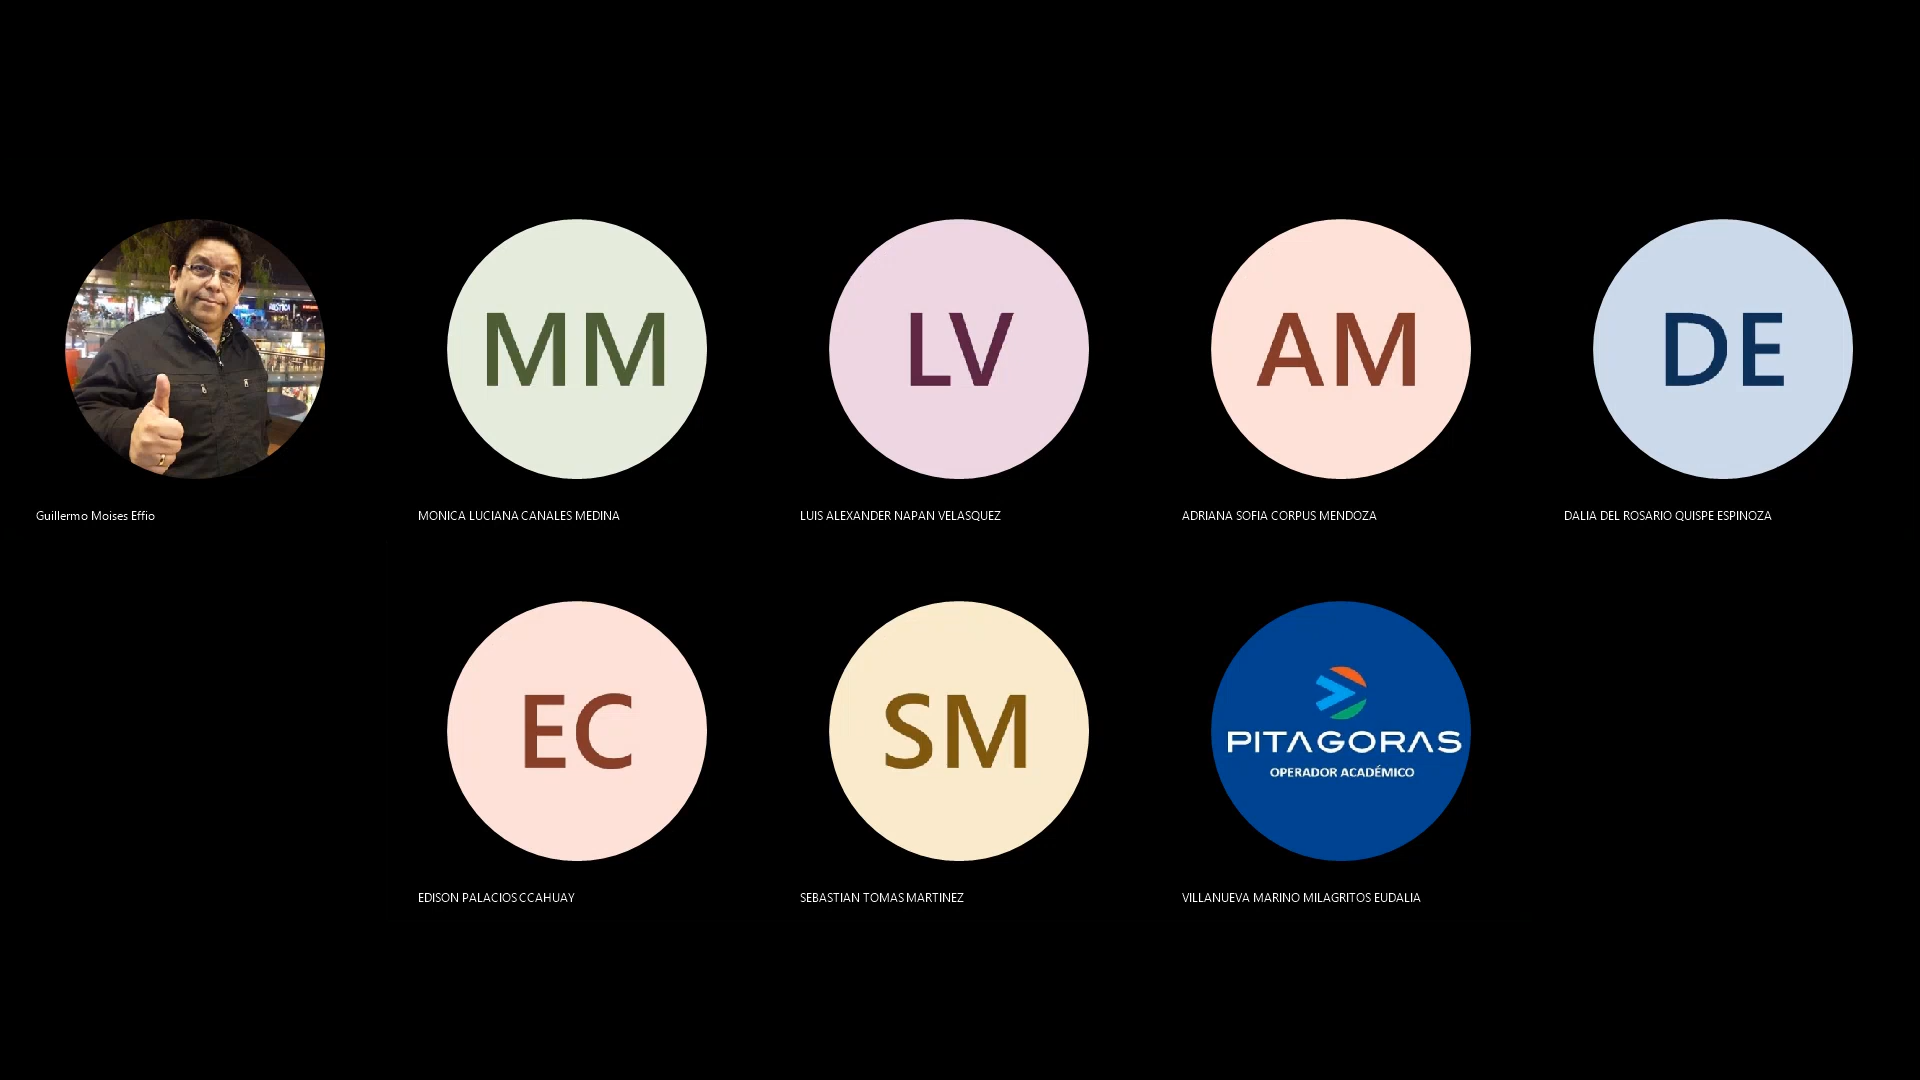 MM
LV
AM
DE
Guillermo Moises Effio
MONICA LUCIANA CANALES MEDINA
LUIS ALEXANDER NAPAN VELASQUEZ
ADRIANA SOFIA CORPUS MENDOZA
DALIA DEL ROSARIO QUISPE ESPINOZA
EC
SM
PITAGORAS
OPERADOR ACADÉMICO
EDISON PALACIOS CCAHUAY
SEBASTIAN TOMAS MARTINEZ
VILLANUEVA MARINO MILAGRITOS EUDALIA